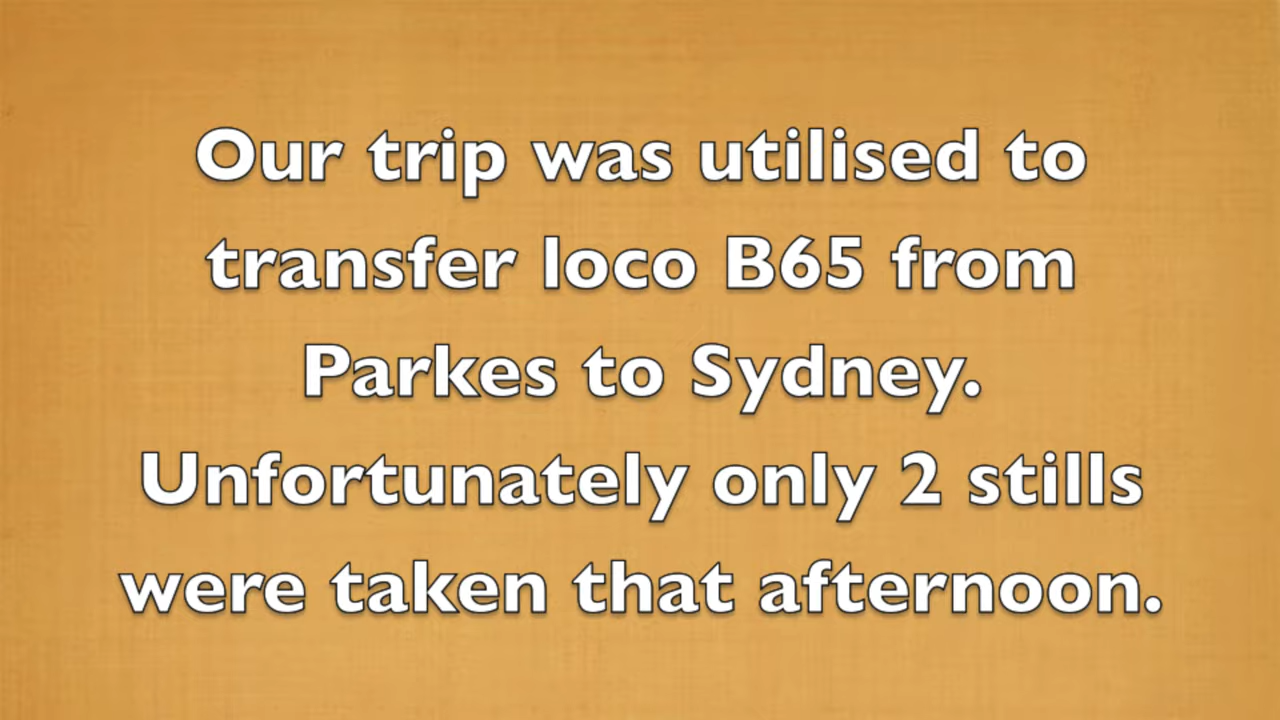 Our trip was utilised to
transfer loco B65 from
Parkes to Sydney.
Unfortunately only 2 stills
were taken that afternoon.